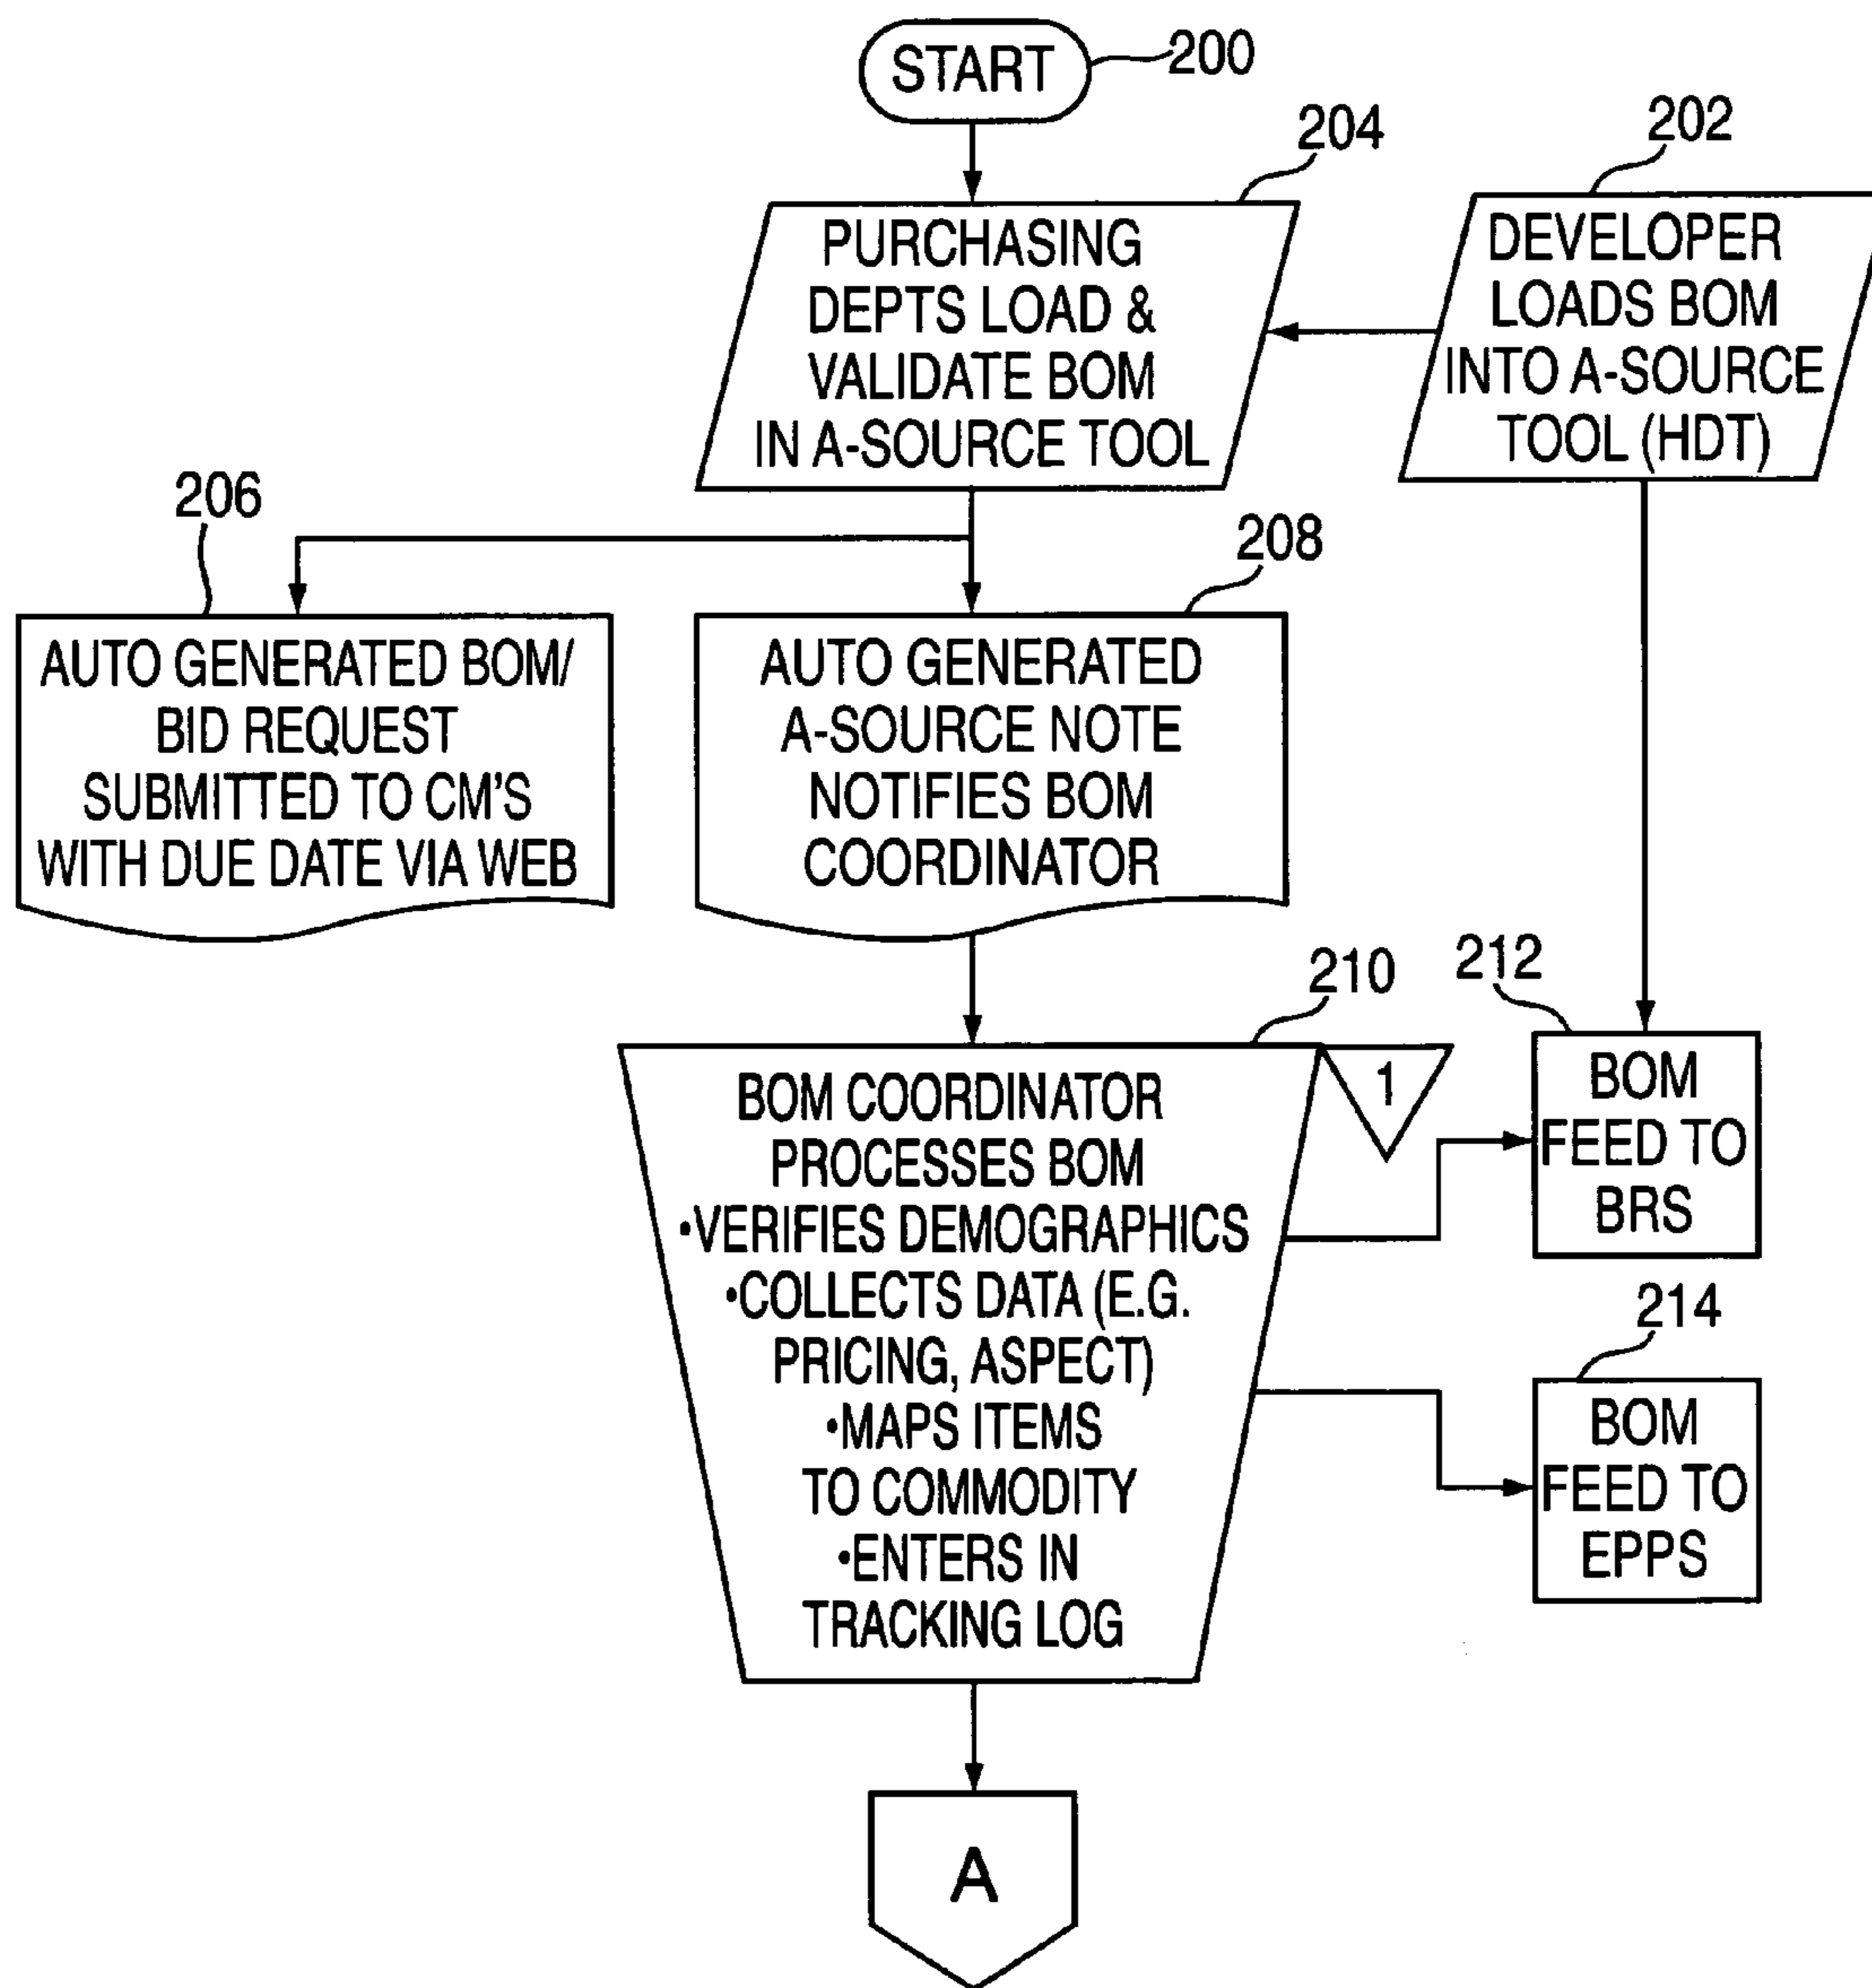 START
200
204
202
PURCHASING
DEPTS LOAD &
VALIDATE BOM
IN A-SOURCE TOOL
DEVELOPER
LOADS BOM
INTO A-SOURCE
TOOL (HDT)
206
208
AUTO GENERATED BOM/
BID REQUEST
SUBMITTED TO CM'S
WITH DUE DATE VIA WEB
AUTO GENERATED
A-SOURCE NOTE
NOTIFIES BOM
COORDINATOR
210
212
BOM COORDINATOR
PROCESSES BOM
•VERIFIES DEMOGRAPHICS
•COLLECTS DATA (E.G.
PRICING, ASPECT)
•MAPS ITEMS
TO COMMODITY
•ENTERS IN
TRACKING LOG
1
BOM
FEED TO
BRS
214
BOM
FEED TO
EPPS
A